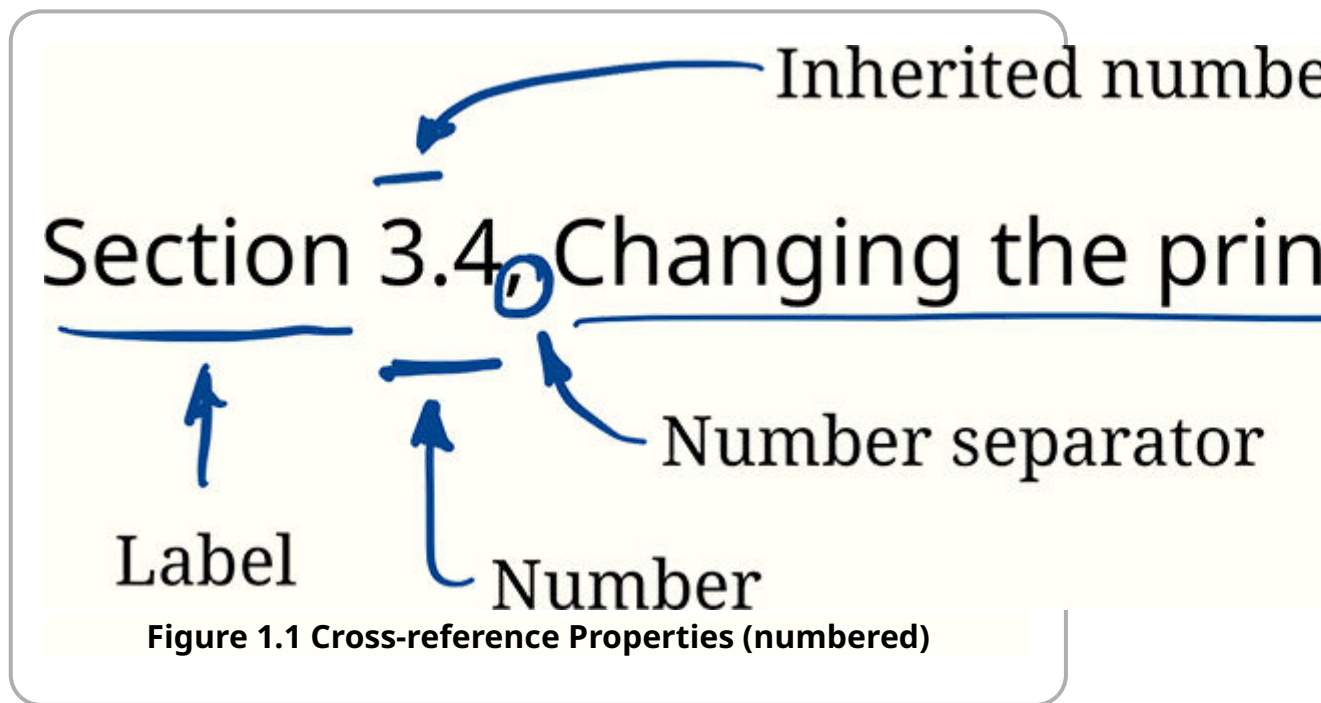 Inherited numbe
Section 3.4, Changing the prin
Number separator
Label
Number
Figure 1.1 Cross-reference Properties (numbered)